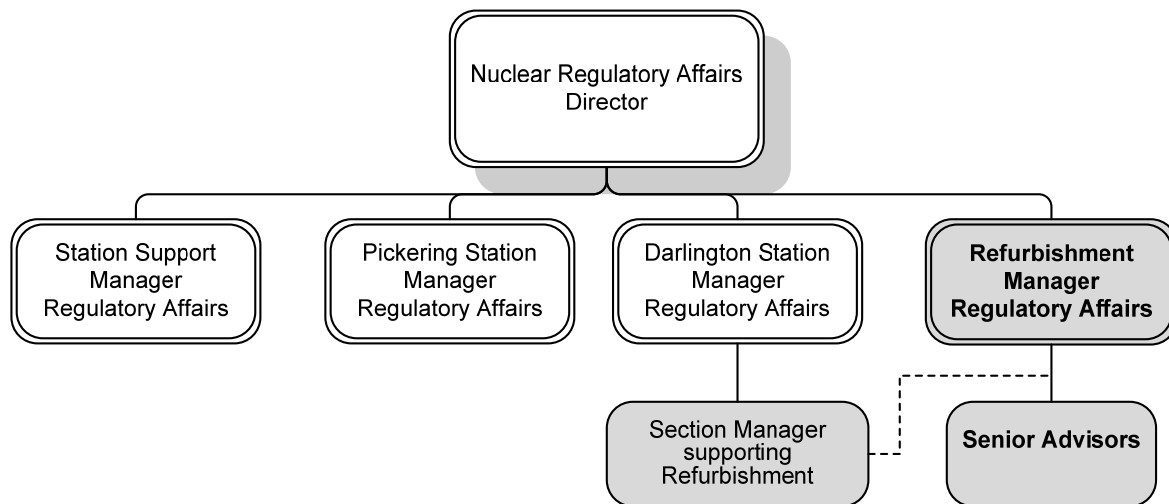 Nuclear Regulatory Affairs
Director
Station Support
Manager
Regulatory Affairs
Pickering Station
Manager
Regulatory Affairs
Darlington Station
Manager
Regulatory Affairs
Refurbishment
Manager
Regulatory Affairs
Section Manager
supporting
Refurbishment
Senior Advisors